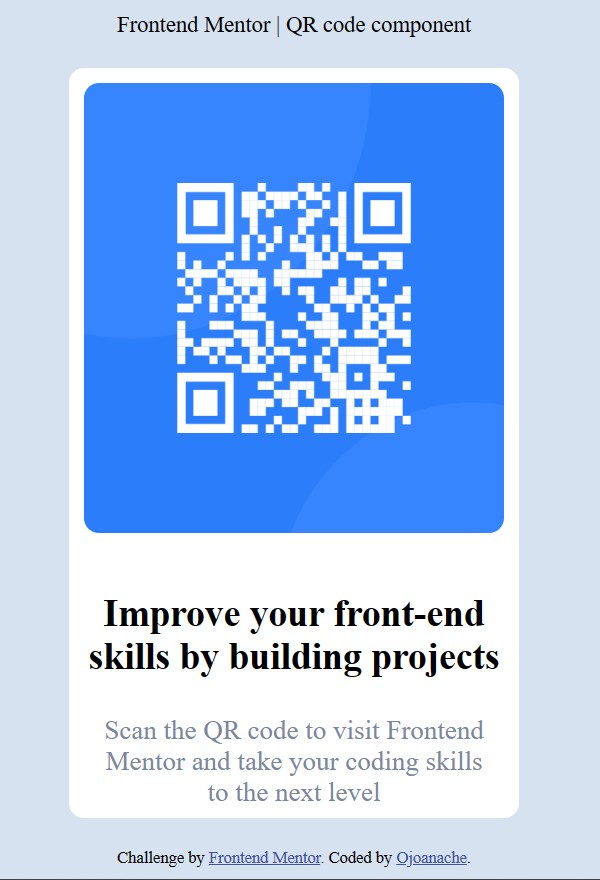 Frontend Mentor | QR code component
Improve your front-end
skills by building projects
Scan the QR code to visit Frontend
Mentor and take your coding skills
to the next level
Challenge by Frontend Mentor. Coded by Ojoanache.